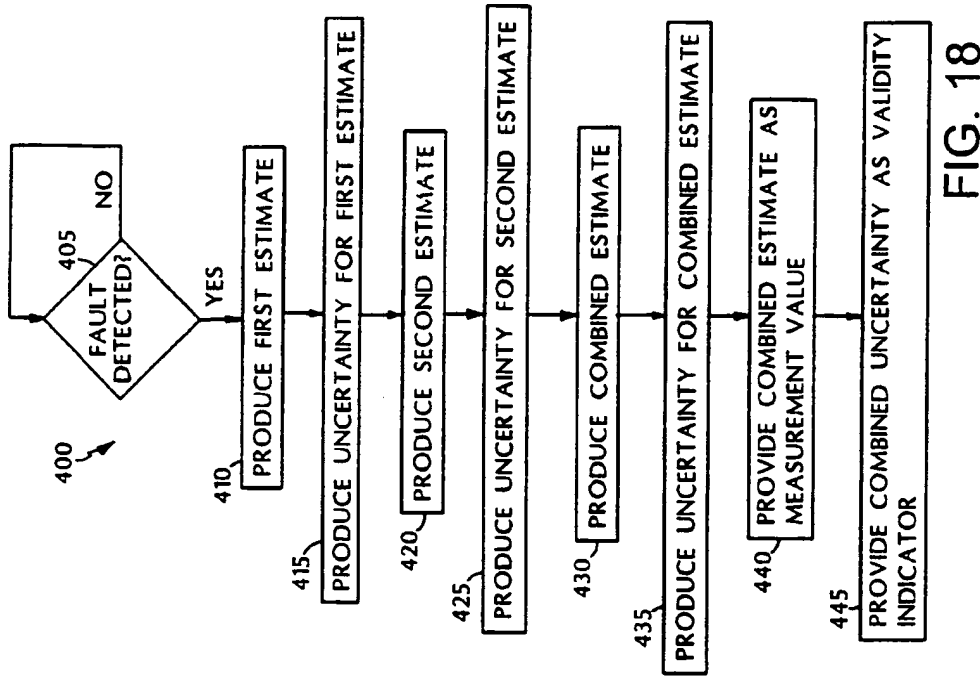 400
FAULT
DETECTED?
405
NO
YES
410
PRODUCE FIRST ESTIMATE
415
PRODUCE UNCERTAINTY FOR FIRST ESTIMATE
420
PRODUCE SECOND ESTIMATE
425
PRODUCE UNCERTAINTY FOR SECOND ESTIMATE
430
PRODUCE COMBINED ESTIMATE
435
PRODUCE UNCERTAINTY FOR COMBINED ESTIMATE
440
PROVIDE COMBINED ESTIMATE AS
MEASUREMENT VALUE
445
PROVIDE COMBINED UNCERTAINTY AS VALIDITY
INDICATOR
FIG. 18